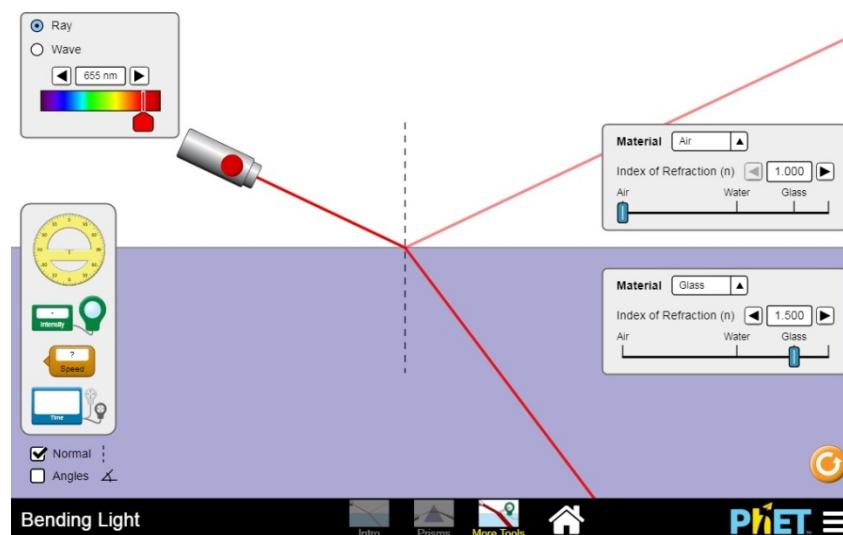 Ray
Wave
655 nm
Material Air
Index of Refraction (n) 1.000
Air Water Glass
Material Glass
Index of Refraction (n) 1.500
Air Water Glass
-
Intensity
?
Speed
Time
Normal
Angles
Bending Light
Intro
Prisms
More Tools
PhET